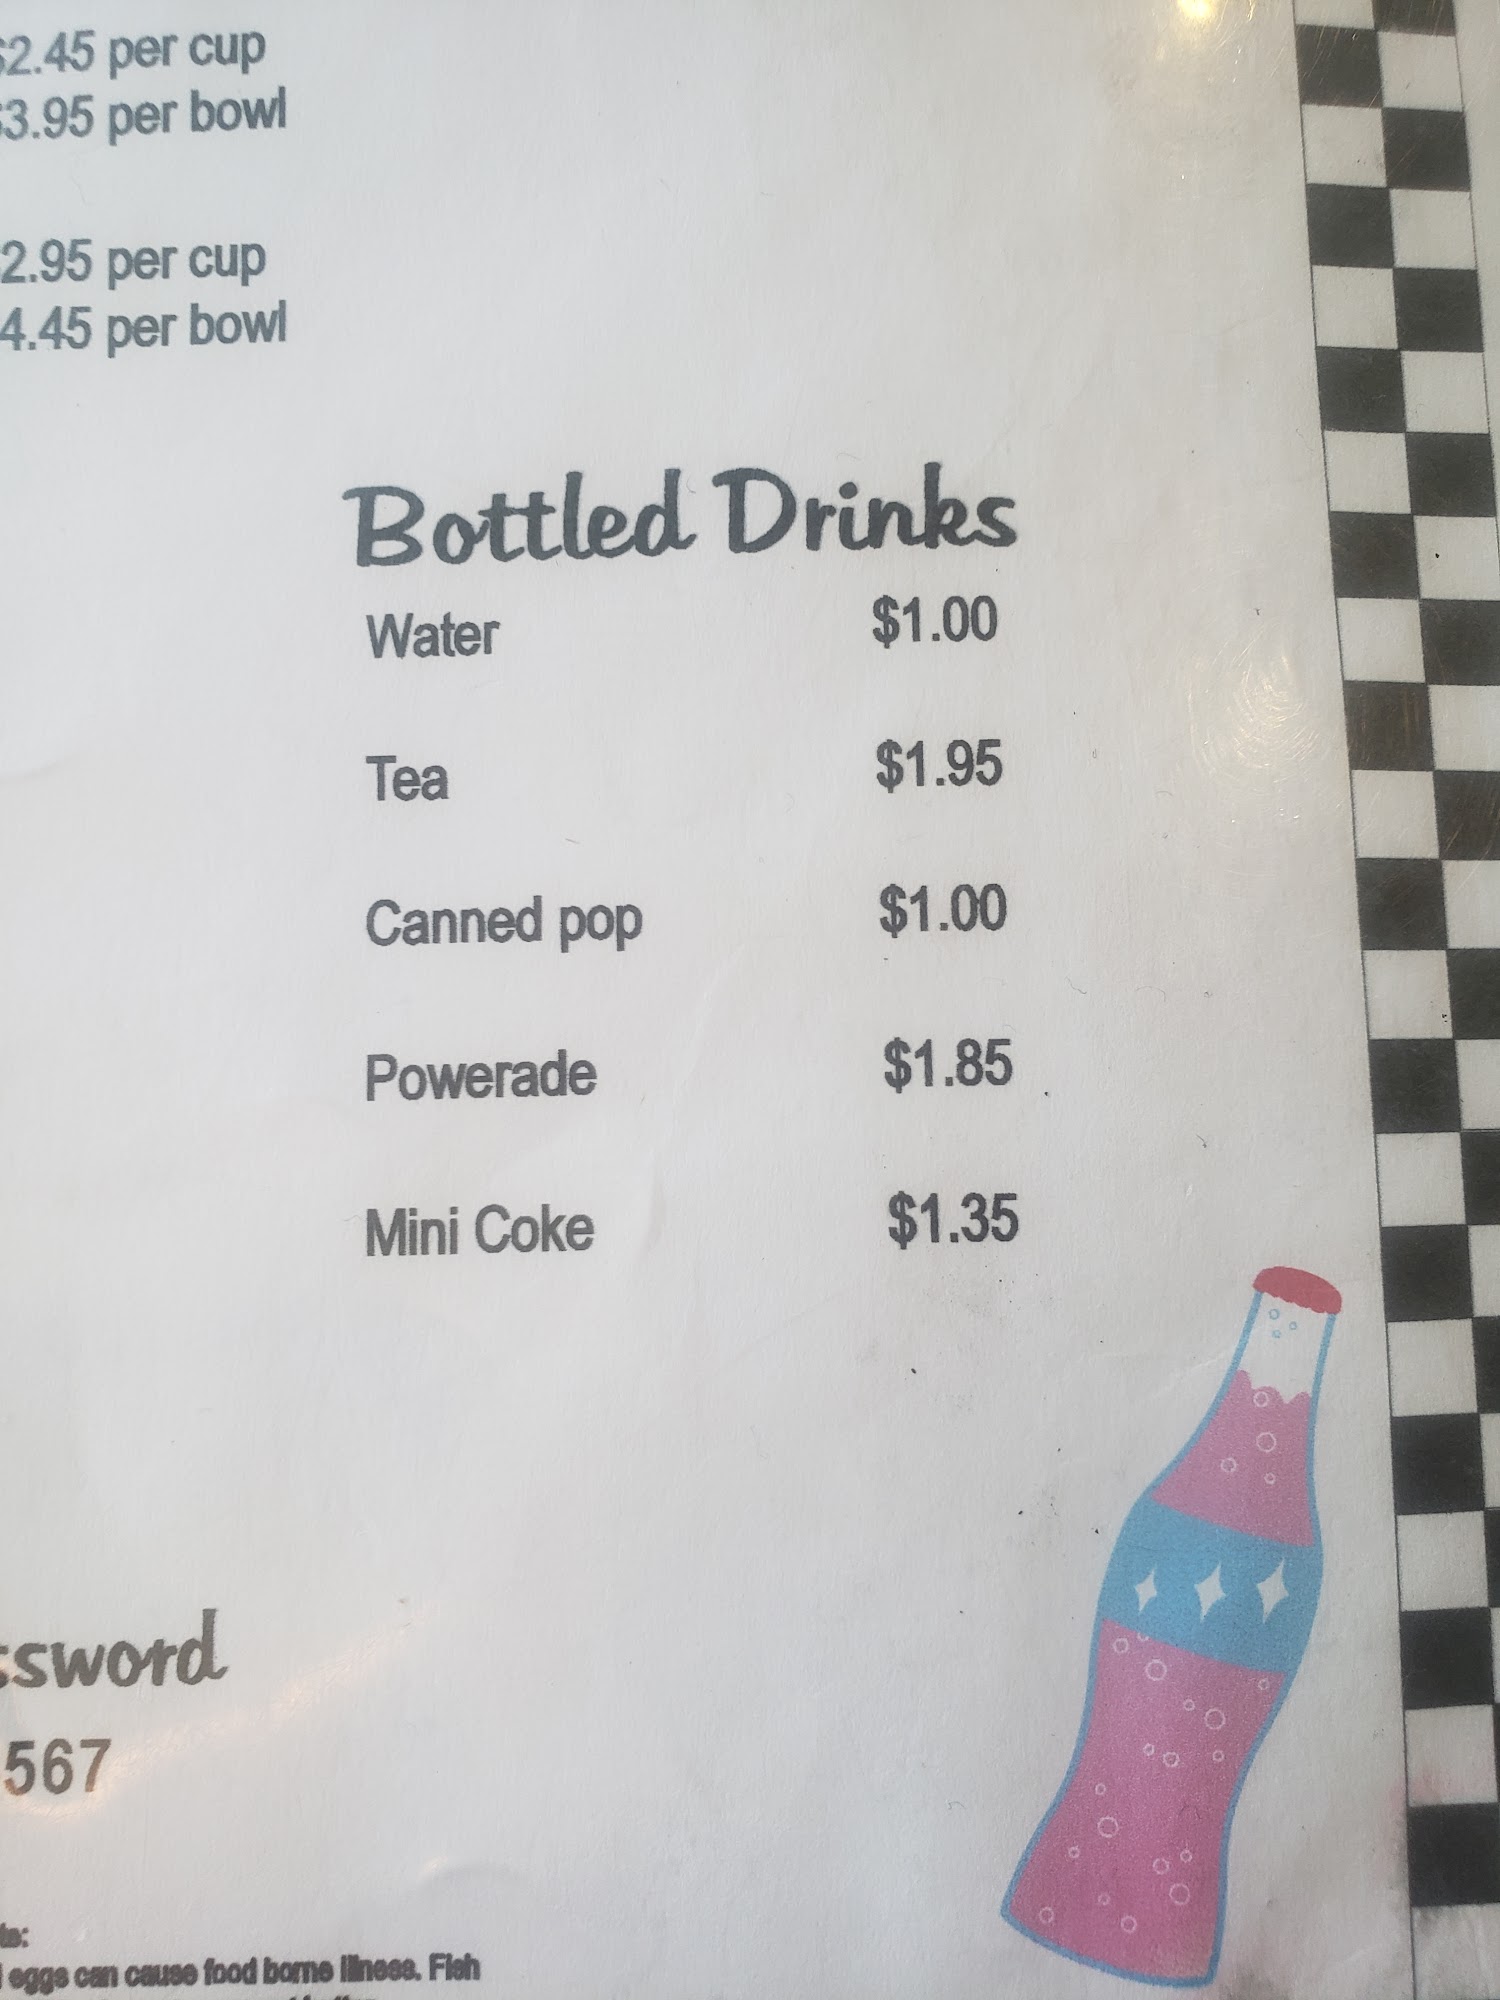 $2.45 per cup
$3.95 per bowl
2.95 per cup
4.45 per bowl
Bottled Drinks
Water $1.00
Tea $1.95
Canned pop $1.00
Powerade $1.85
Mini Coke $1.35
ssword
567
eggs can cause food borne illness. Fish